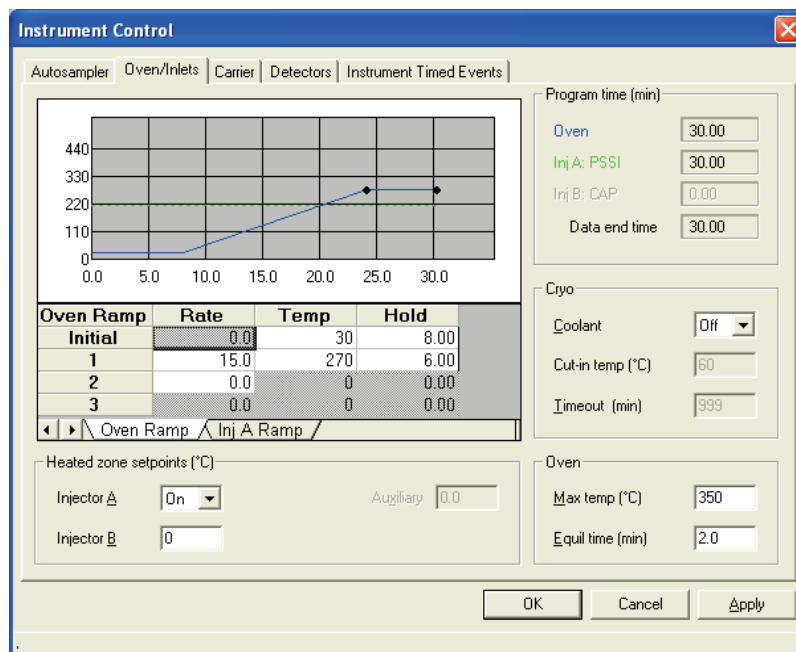 Instrument Control
Autosampler Oven/Inlets Carrier Detectors Instrument Timed Events
440
330
220
110
0
0.0 5.0 10.0 15.0 20.0 25.0 30.0
Oven Ramp Rate Temp Hold
Initial 0.0 30 8.00
1 15.0 270 6.00
2 0.0 0 0.00
3 0.0 0 0.00
Oven Ramp Inj A Ramp
Program time (min)
Oven 30.00
Inj A: PSSI 30.00
Inj B: CAP 0.00
Data end time 30.00
Cryo
Coolant Off
Cut-in temp (°C) 60
Timeout (min) 999
Heated zone setpoints (°C)
Injector A On Auxiliary 0.0
Injector B 0
Oven
Max temp (°C) 350
Equil time (min) 2.0
OK Cancel Apply